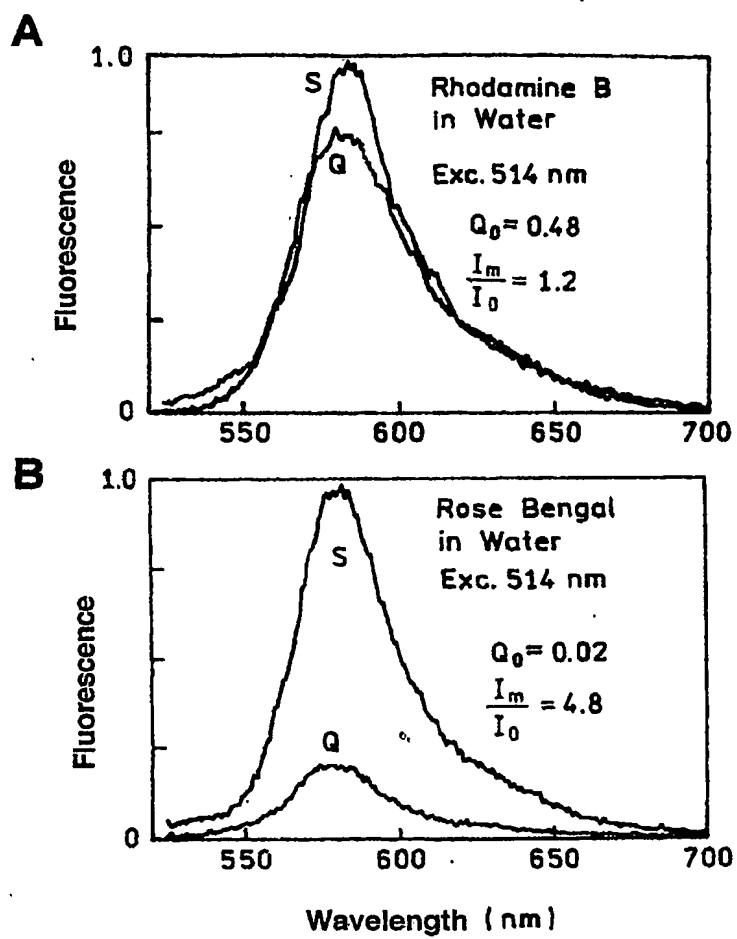 A
1.0
S
Rhodamine B
in Water
Q
Exc. 514 nm
Q0 = 0.48
Im
I0
= 1.2
Fluorescence
0
550
600
650
700
B
1.0
Rose Bengal
in Water
S
Exc. 514 nm
Q0 = 0.02
Im
I0
= 4.8
Q
Fluorescence
0
550
600
650
700
Wavelength (nm)